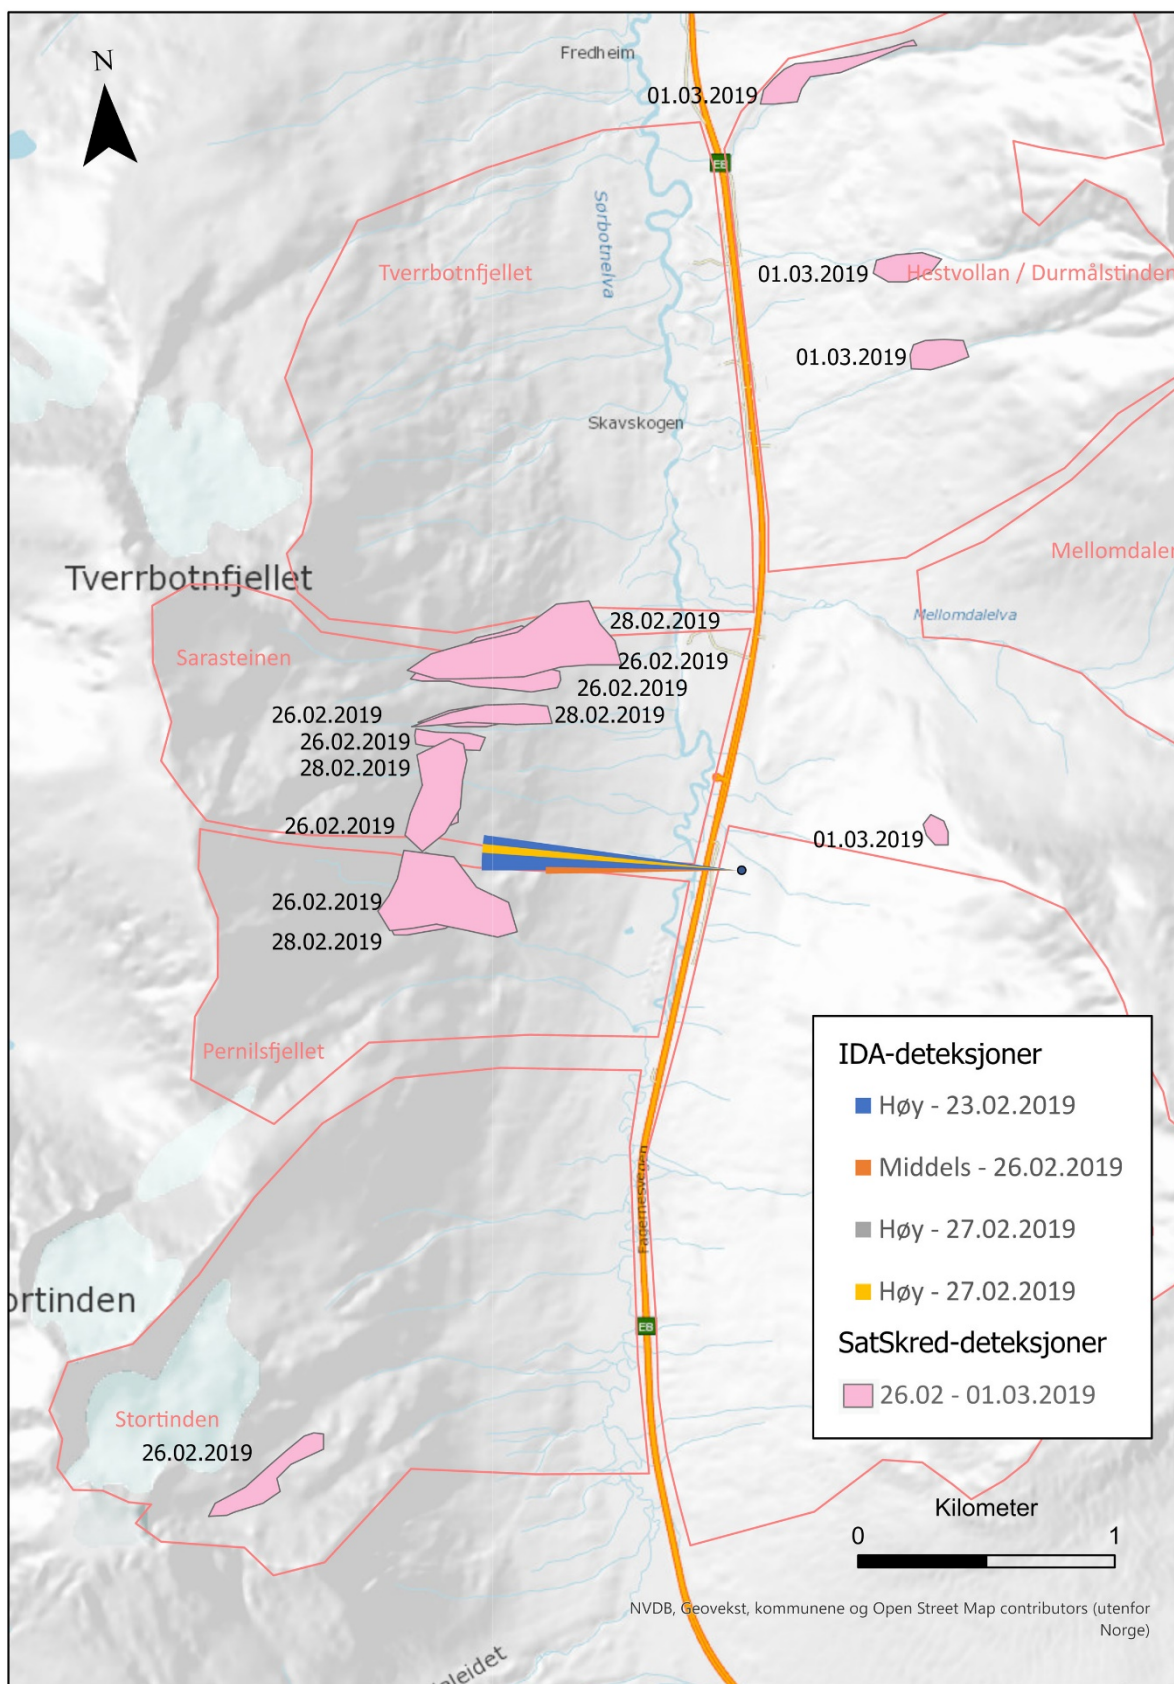 N
Fredheim
01.03.2019
E8
Sørbotnelva
Tverrbotnfjellet
01.03.2019
Hestvollan / Durmålstinden
01.03.2019
Skavskogen
Mellomdalen
Tverrbotnfjellet
Mellomdalelva
28.02.2019
Sarasteinen
26.02.2019
26.02.2019
26.02.2019
28.02.2019
26.02.2019
28.02.2019
26.02.2019
01.03.2019
26.02.2019
28.02.2019
Pernilsfjellet
IDA-deteksjoner
Høy - 23.02.2019
Middels - 26.02.2019
Høy - 27.02.2019
Høy - 27.02.2019
SatSkred-deteksjoner
26.02 - 01.03.2019
Fagernesvegen
ortinden
E8
Stortinden
26.02.2019
Kilometer
0 1
NVDB, Geovekst, kommunene og Open Street Map contributors (utenfor
Norge)